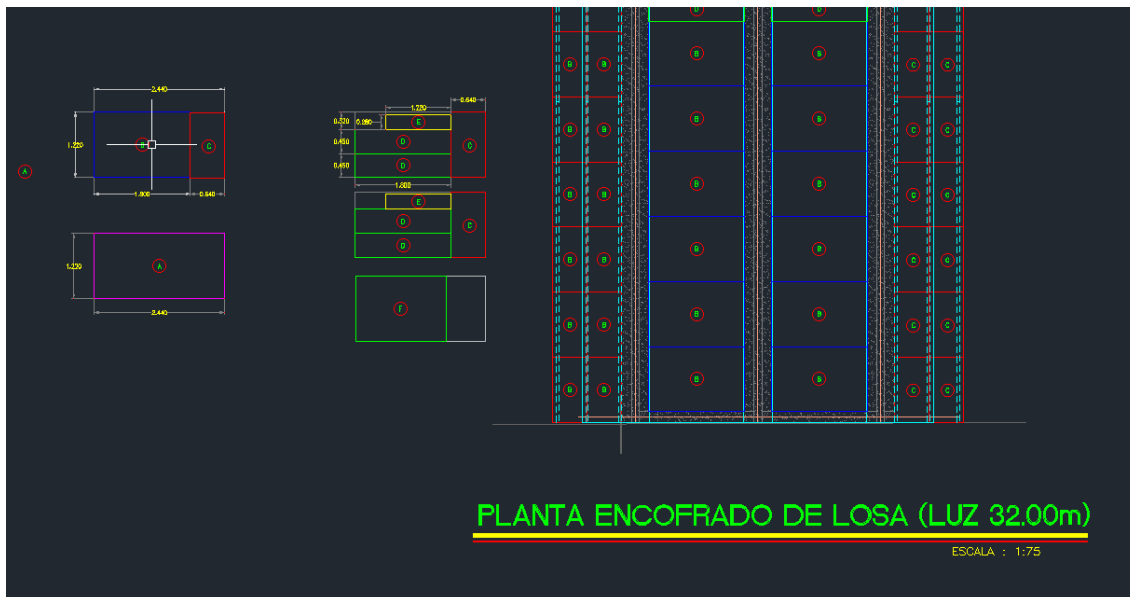 D D
B B C C
2.440
1.220
0.640
B B B B C C
1.220 B C
0.370 0.280 E
0.450 D C
0.450 D
B B B B C C
A
1.800 0.640
1.800
B B B B C C
E
D C
D
1.220 A
B B B B C C
2.440
F
B B B B C C
B B B B C C
PLANTA ENCOFRADO DE LOSA (LUZ 32.00m)
ESCALA : 1:75